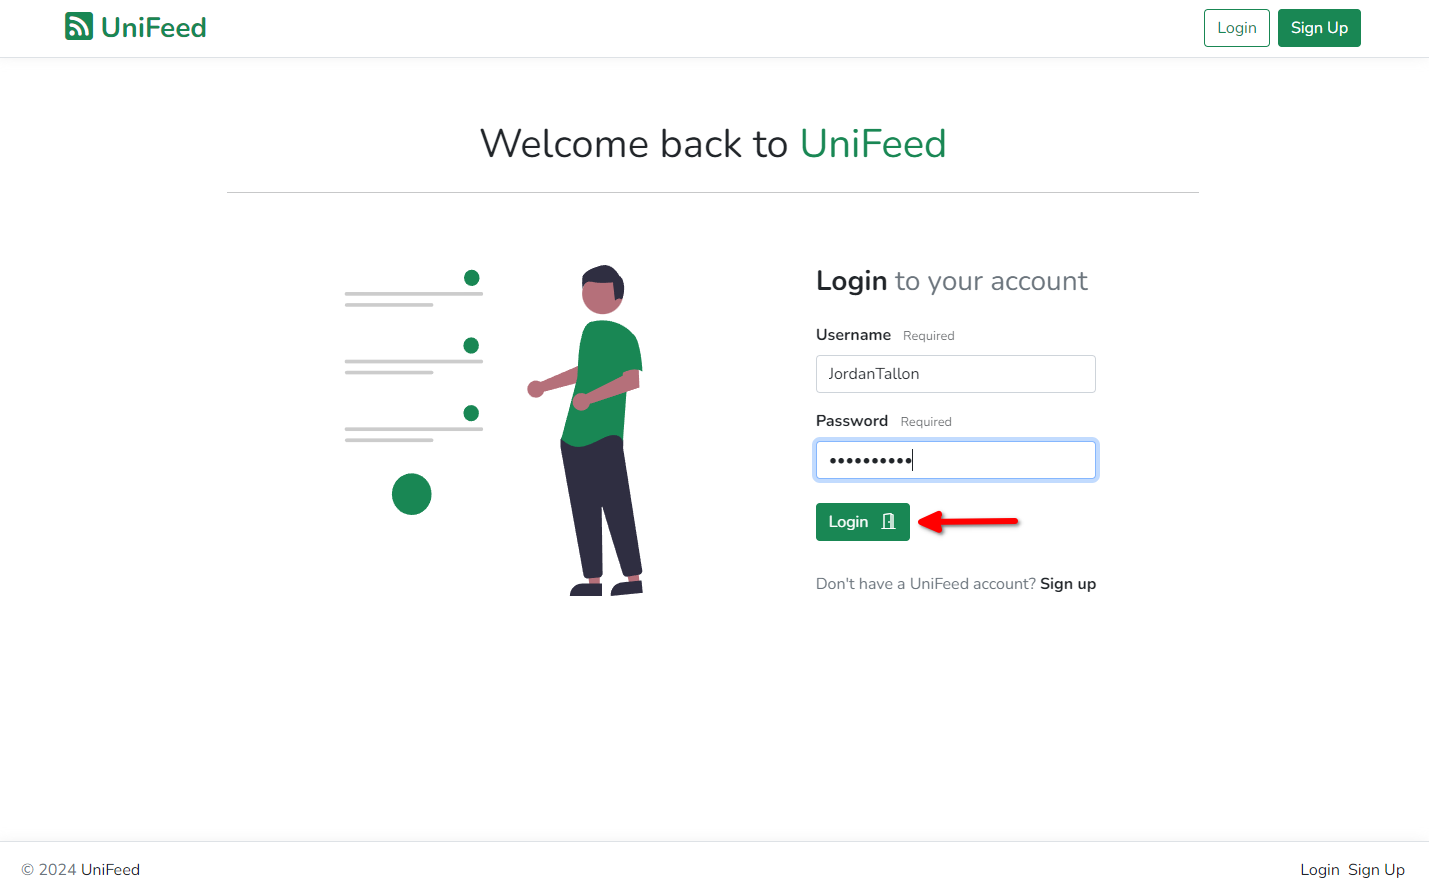 UniFeed
Login Sign Up
Welcome back to UniFeed
Login to your account
Username Required
JordanTallon
Password Required
••••••••••
Login
Don't have a UniFeed account? Sign up
© 2024 UniFeed
Login Sign Up